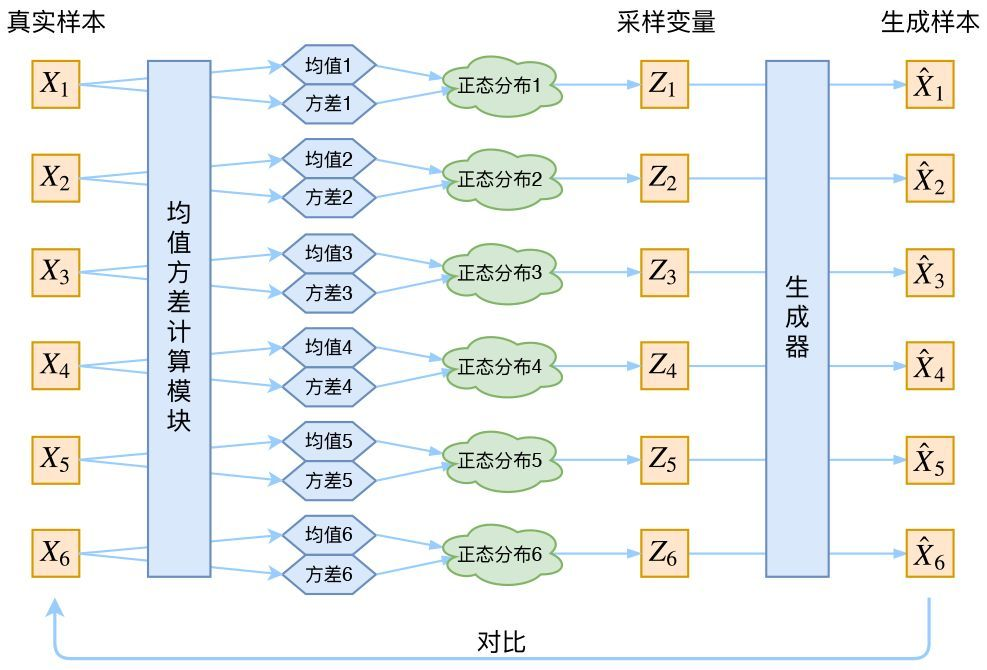 真实样本
采样变量
生成样本
X1
均值1
方差1
正态分布1
Z1
X̂1
X2
均值2
方差2
正态分布2
Z2
X̂2
均值方差计算模块
X3
均值3
方差3
正态分布3
Z3
生成器
X̂3
X4
均值4
方差4
正态分布4
Z4
X̂4
X5
均值5
方差5
正态分布5
Z5
X̂5
X6
均值6
方差6
正态分布6
Z6
X̂6
对比